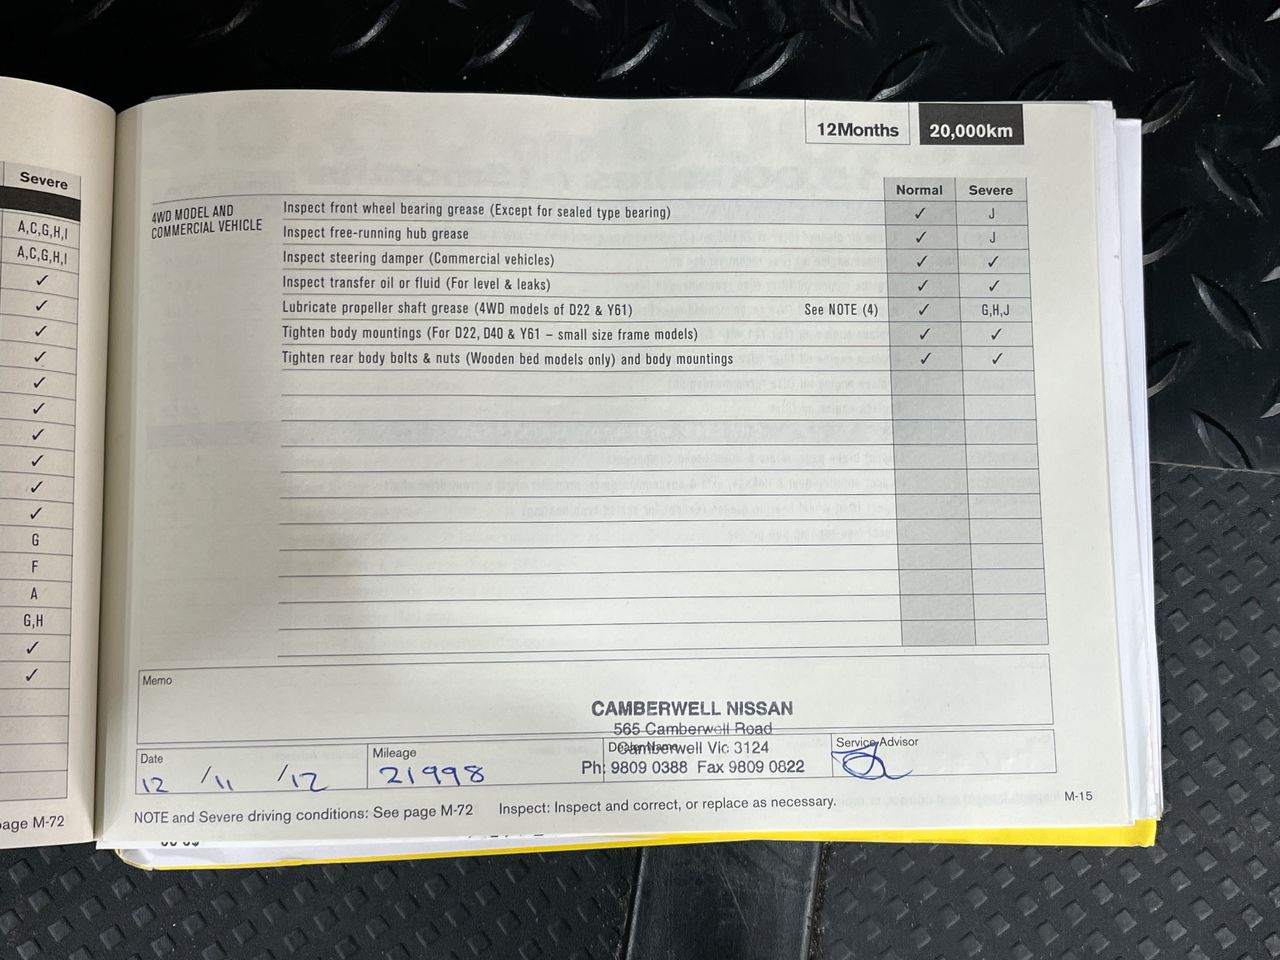 Severe
A,C,G,H,I
A,C,G,H,I
✓
✓
✓
✓
✓
✓
✓
✓
✓
✓
G
F
A
G,H
✓
✓
age M-72
12Months 20,000km
Normal Severe
4WD MODEL AND
COMMERCIAL VEHICLE
Inspect front wheel bearing grease (Except for sealed type bearing) ✓ J
Inspect free-running hub grease ✓ J
Inspect steering damper (Commercial vehicles) ✓ ✓
Inspect transfer oil or fluid (For level & leaks) ✓ ✓
Lubricate propeller shaft grease (4WD models of D22 & Y61) See NOTE (4) ✓ G,H,J
Tighten body mountings (For D22, D40 & Y61 – small size frame models) ✓ ✓
Tighten rear body bolts & nuts (Wooden bed models only) and body mountings ✓ ✓
Memo
CAMBERWELL NISSAN
565 Camberwell Road
Camberwell Vic 3124
Ph: 9809 0388 Fax 9809 0822
Date
12 / 11 / 12
Mileage
21998
Dealer Name
Service Advisor
NOTE and Severe driving conditions: See page M-72 Inspect: Inspect and correct, or replace as necessary.
M-15